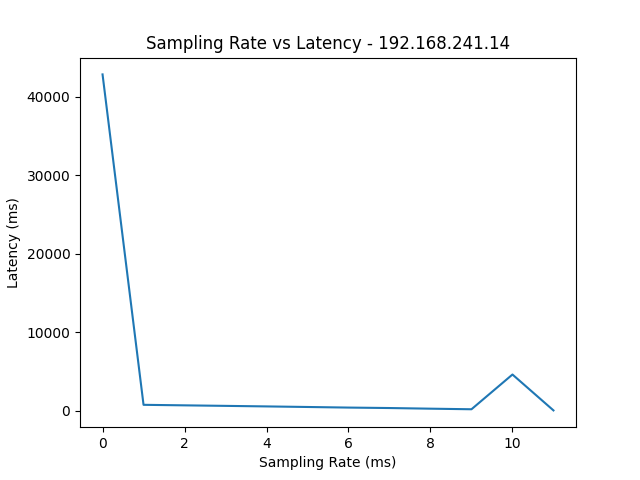 Sampling Rate vs Latency - 192.168.241.14
Latency (ms)
40000
30000
20000
10000
0
0 2 4 6 8 10
Sampling Rate (ms)